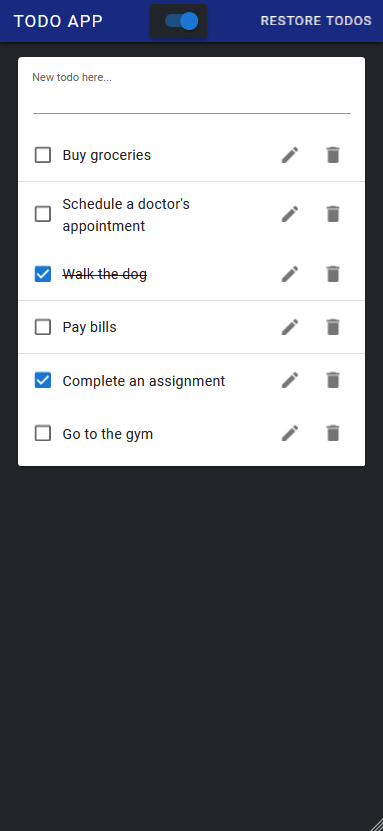 TODO APP
RESTORE TODOS
New todo here...
Buy groceries
Schedule a doctor's
appointment
Walk the dog
Pay bills
Complete an assignment
Go to the gym